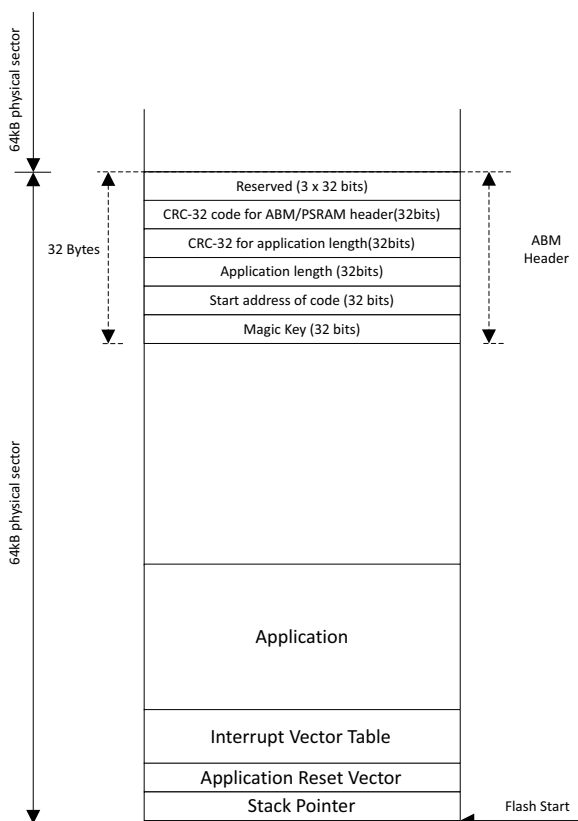 64kB physical sector
Reserved (3 x 32 bits)
CRC-32 code for ABM/PSRAM header(32bits)
CRC-32 for application length(32bits)
Application length (32bits)
Start address of code (32 bits)
Magic Key (32 bits)
32 Bytes
ABM
Header
64kB physical sector
Application
Interrupt Vector Table
Application Reset Vector
Stack Pointer
Flash Start